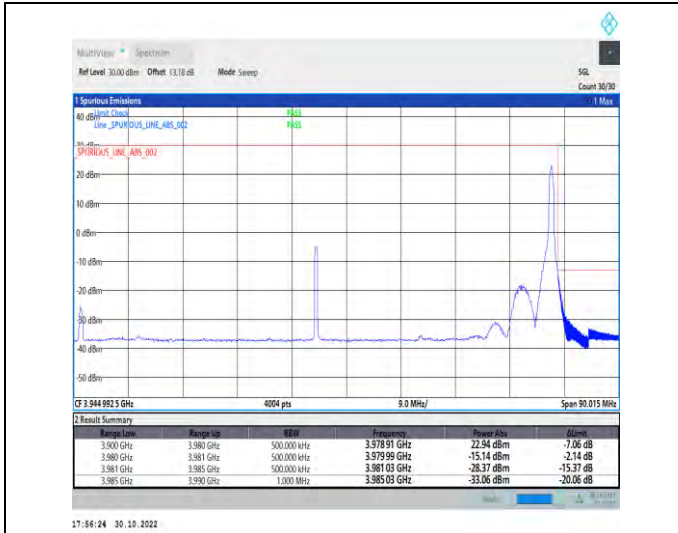 MultiView Spectrum
Ref Level 30.00 dBm Offset 13.18 dB Mode Sweep SGL
Count 30/30
1 Spurious Emissions 1 Max
40 dBm Limit Check PASS
Line _SPURIOUS_LINE_ABS_002 PASS
30 dBm
_SPURIOUS_LINE_ABS_002
20 dBm
10 dBm
0 dBm
-10 dBm
-20 dBm
-30 dBm
-40 dBm
-50 dBm
CF 3.944 992 5 GHz 4004 pts 9.0 MHz/ Span 90.015 MHz
2 Result Summary
Range Low Range Up RBW Frequency Power Abs ΔLimit
3.900 GHz 3.980 GHz 500.000 kHz 3.978 91 GHz 22.94 dBm -7.06 dB
3.980 GHz 3.981 GHz 500.000 kHz 3.979 99 GHz -15.14 dBm -2.14 dB
3.981 GHz 3.985 GHz 500.000 kHz 3.981 03 GHz -28.37 dBm -15.37 dB
3.985 GHz 3.990 GHz 1.000 MHz 3.985 03 GHz -33.06 dBm -20.06 dB
17:56:24 30.10.2022